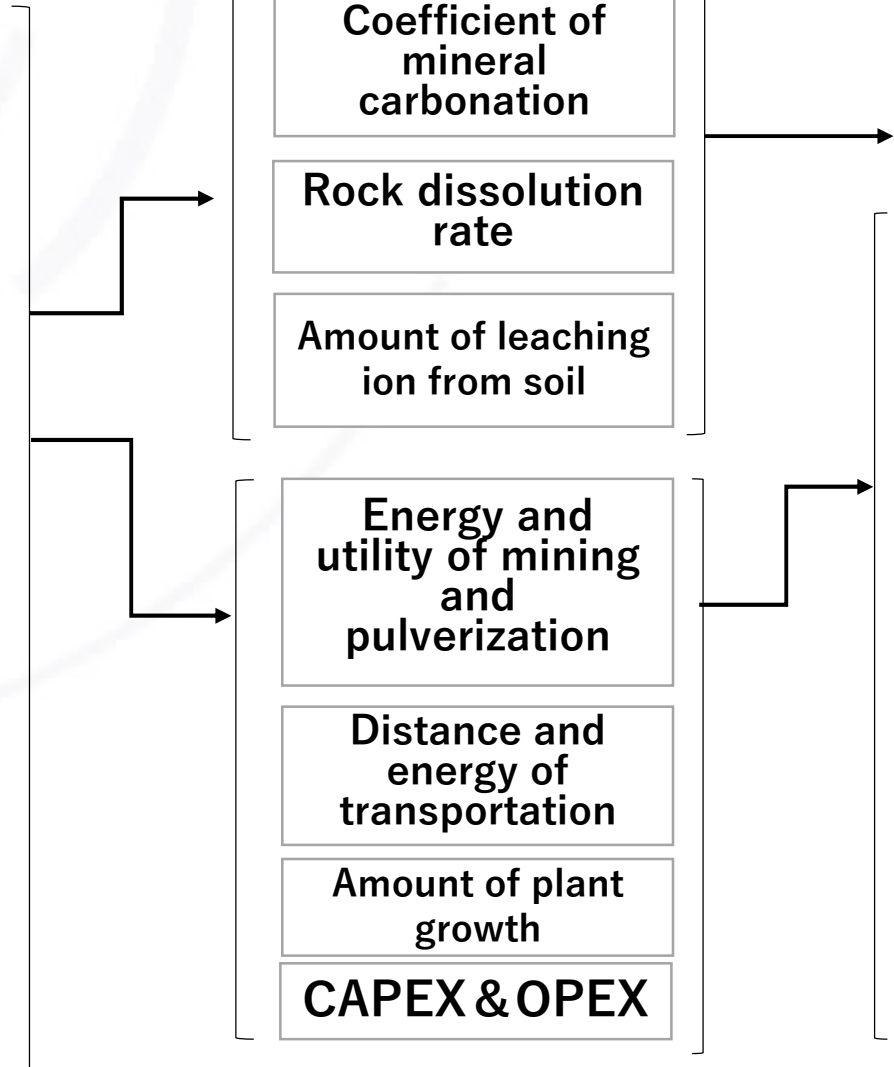 Coefficient of
mineral
carbonation
Rock dissolution
rate
Amount of leaching
ion from soil
Energy and
utility of mining
and
pulverization
Distance and
energy of
transportation
Amount of plant
growth
CAPEX & OPEX